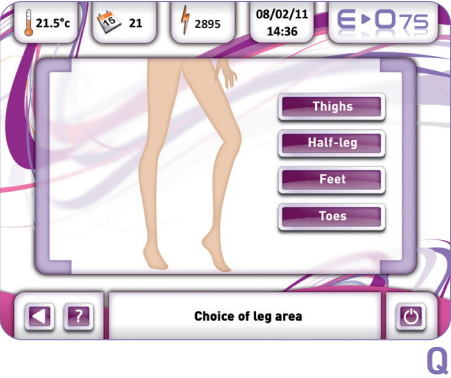 21.5°c
15
21
2895
08/02/11
14:36
E▸O75
Thighs
Half-leg
Feet
Toes
?
Choice of leg area
Q